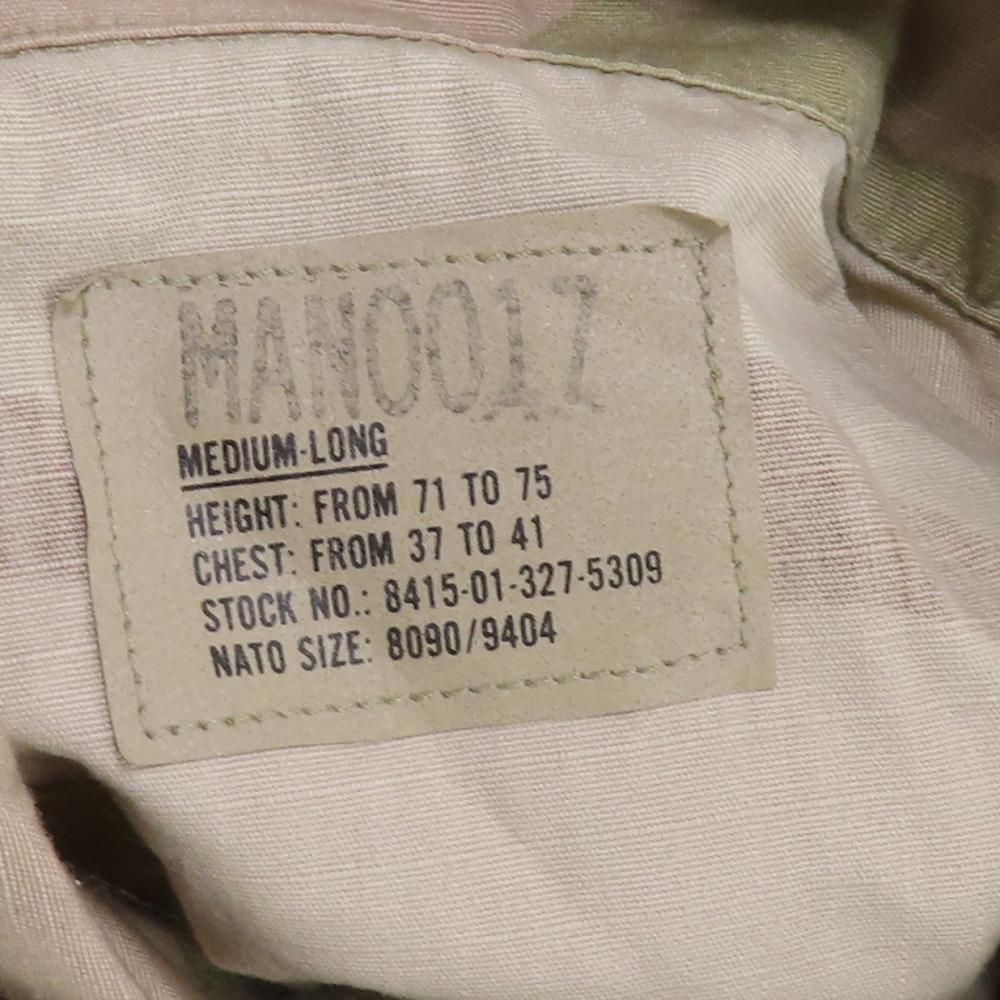 MAN0017
MEDIUM-LONG
HEIGHT: FROM 71 TO 75
CHEST: FROM 37 TO 41
STOCK NO.: 8415-01-327-5309
NATO SIZE: 8090/9404